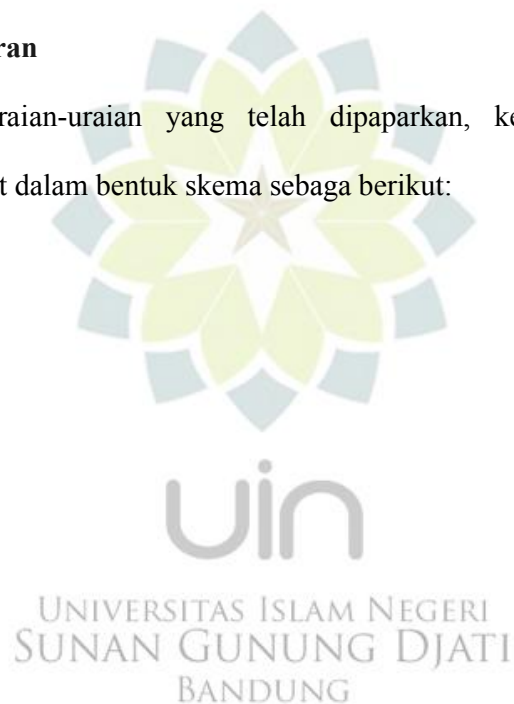 ran
raian-uraian yang telah dipaparkan, ke
t dalam bentuk skema sebaga berikut:
uin
UNIVERSITAS ISLAM NEGERI
SUNAN GUNUNG DJATI
BANDUNG